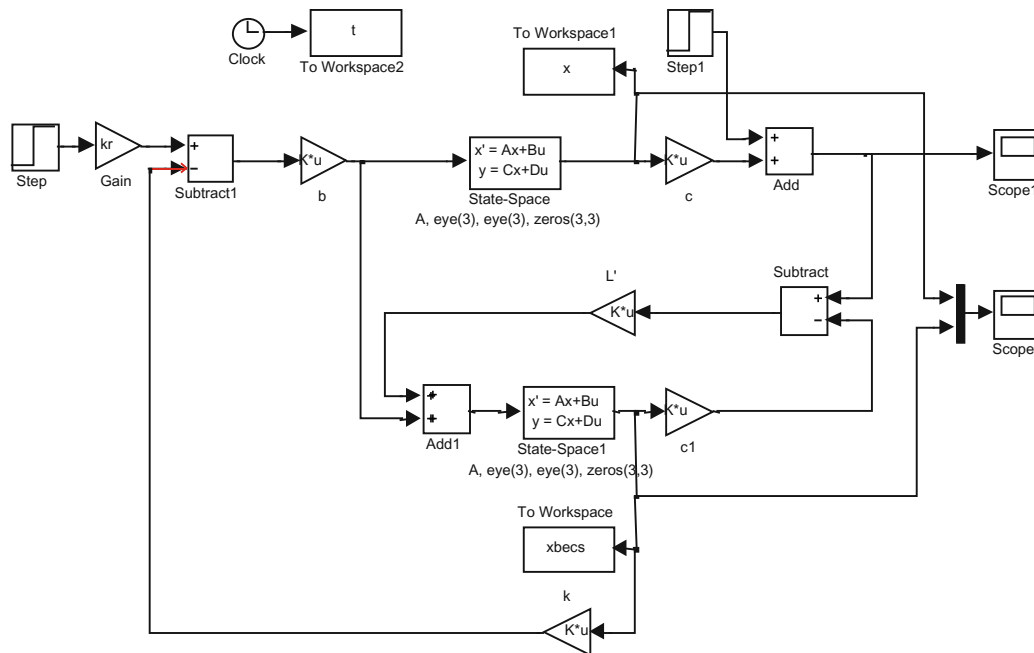 t
Clock
To Workspace2
To Workspace1
x
Step1
Step
kr
Gain
+
−
Subtract1
K*u
b
x' = Ax+Bu
y = Cx+Du
State-Space
A, eye(3), eye(3), zeros(3,3)
K*u
c
+
+
Add
Scope1
L'
K*u
Subtract
+
−
Scope
+
+
Add1
x' = Ax+Bu
y = Cx+Du
State-Space1
A, eye(3), eye(3), zeros(3,3)
K*u
c1
To Workspace
xbecs
k
K*u